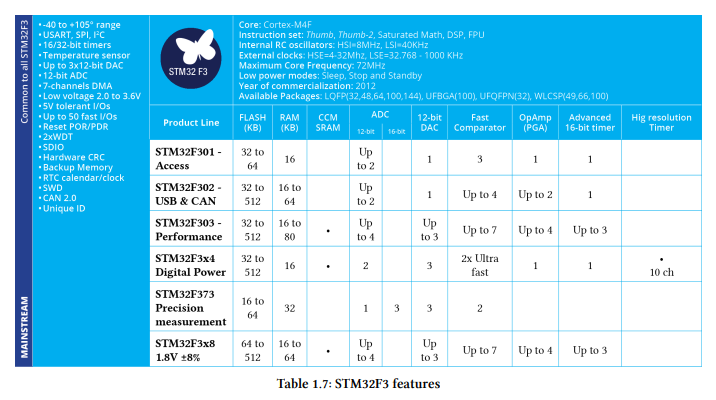 Common to all STM32F3
MAINSTREAM
• -40 to +105° range
• USART, SPI, I²C
• 16/32-bit timers
• Temperature sensor
• Up to 3x12-bit DAC
• 12-bit ADC
• 7-channels DMA
• Low voltage 2.0 to 3.6V
• 5V tolerant I/Os
• Up to 50 fast I/Os
• Reset POR/PDR
• 2xWDT
• SDIO
• Hardware CRC
• Backup Memory
• RTC calendar/clock
• SWD
• CAN 2.0
• Unique ID
STM32 F3
Core: Cortex-M4F
Instruction set: Thumb, Thumb-2, Saturated Math, DSP, FPU
Internal RC oscillators: HSI=8MHz, LSI=40KHz
External clocks: HSE=4-32Mhz, LSE=32.768 - 1000 KHz
Maximum Core Frequency: 72MHz
Low power modes: Sleep, Stop and Standby
Year of commercialization: 2012
Available Packages: LQFP(32,48,64,100,144), UFBGA(100), UFQFPN(32), WLCSP(49,66,100)
Product Line FLASH (KB) RAM (KB) CCM SRAM ADC 12-bit 16-bit 12-bit DAC Fast Comparator OpAmp (PGA) Advanced 16-bit timer Hig resolution Timer
STM32F301 - Access 32 to 64 16 Up to 2 1 3 1 1
STM32F302 - USB & CAN 32 to 512 16 to 64 Up to 2 1 Up to 4 Up to 2 1
STM32F303 - Performance 32 to 512 16 to 80 • Up to 4 Up to 3 Up to 7 Up to 4 Up to 3
STM32F3x4 Digital Power 32 to 512 16 • 2 3 2x Ultra fast 1 1 • 10 ch
STM32F373 Precision measurement 16 to 64 32 1 3 3 2
STM32F3x8 1.8V ±8% 64 to 512 16 to 64 • Up to 4 Up to 3 Up to 7 Up to 4 Up to 3
Table 1.7: STM32F3 features